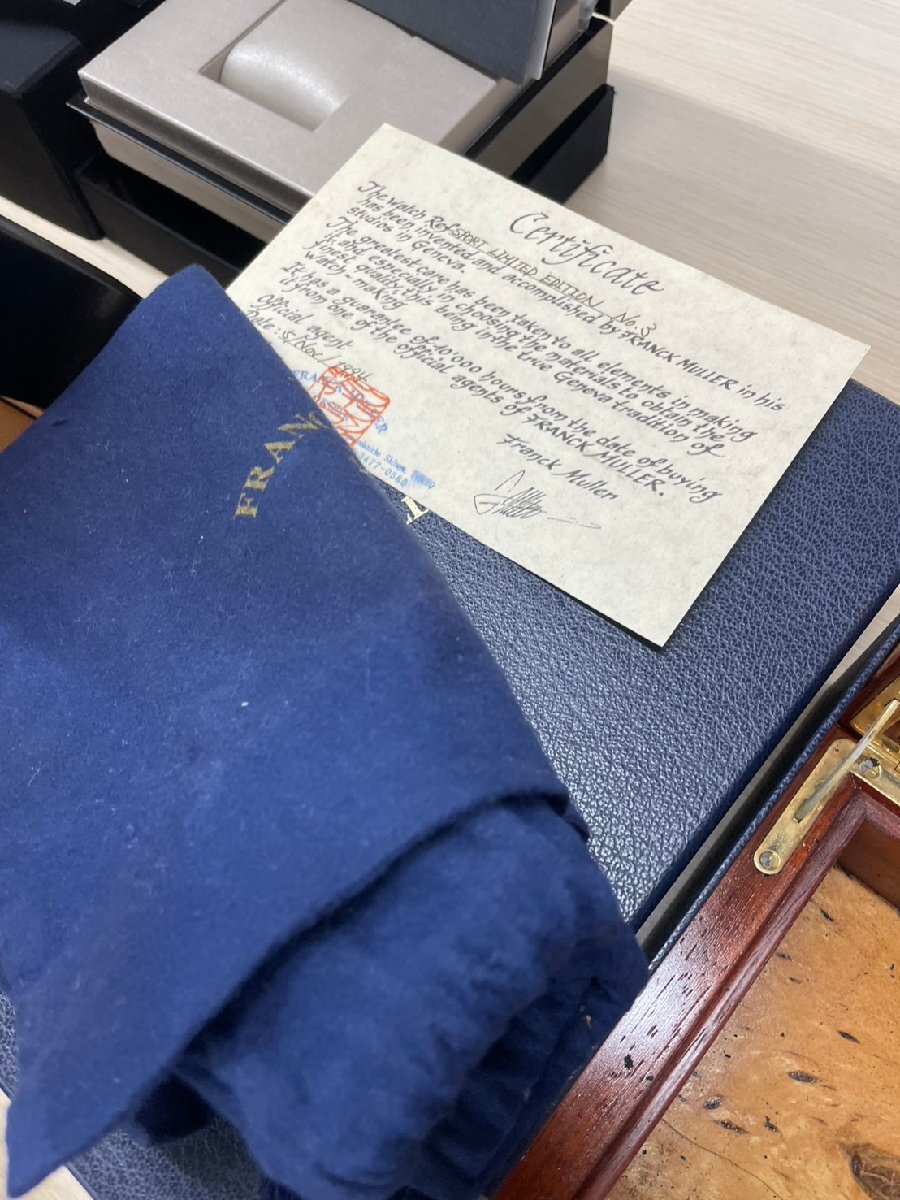 Certificate
The watch Ref. SPORT LIMITED EDITION No. 3
has been invented and accomplished by FRANCK MULLER in his
studios in Geneva.
The greatest care has been taken to all elements in making
it and especially in choosing the materials to obtain the
first quality, this being in the true Geneva tradition of
watch-making
It has a guarantee of 10'000 hours from the date of buying
it from one of the official agents of FRANCK MULLER.
Official
agent
Franck Muller
FRAN